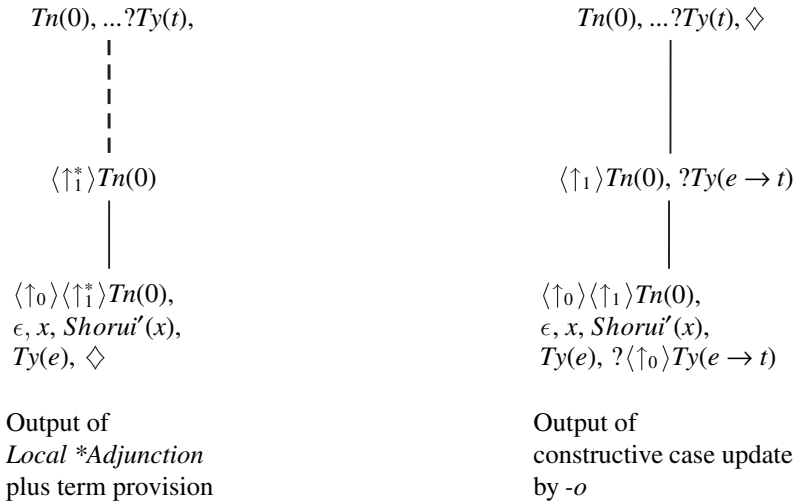 Tn(0), ...?Ty(t),
⟨↑*₁⟩Tn(0)
⟨↑₀⟩⟨↑*₁⟩Tn(0),
ϵ, x, Shorui′(x),
Ty(e), ◇
Output of
Local *Adjunction
plus term provision
Tn(0), ...?Ty(t), ◇
⟨↑₁⟩Tn(0), ?Ty(e → t)
⟨↑₀⟩⟨↑₁⟩Tn(0),
ϵ, x, Shorui′(x),
Ty(e), ?⟨↑₀⟩Ty(e → t)
Output of
constructive case update
by -o